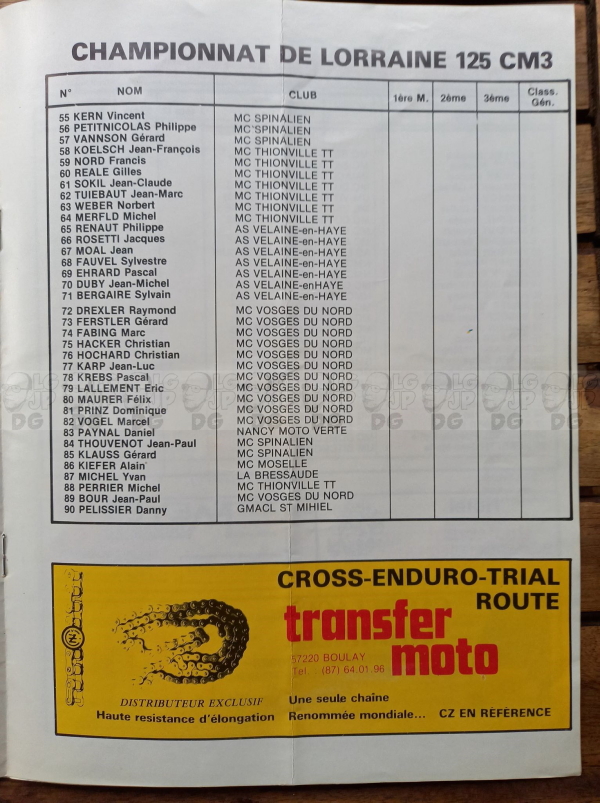 CHAMPIONNAT DE LORRAINE 125 CM3
N° NOM CLUB 1ère M. 2ème 3ème Class. Gén.
55 KERN Vincent MC SPINALIEN
56 PETITNICOLAS Philippe MC SPINALIEN
57 VANNSON Gérard MC SPINALIEN
58 KOELSCH Jean-François MC THIONVILLE TT
59 NORD Francis MC THIONVILLE TT
60 REALE Gilles MC THIONVILLE TT
61 SOKIL Jean-Claude MC THIONVILLE TT
62 TUIEBAUT Jean-Marc MC THIONVILLE TT
63 WEBER Norbert MC THIONVILLE TT
64 MERFLD Michel MC THIONVILLE TT
65 RENAUT Philippe AS VELAINE-en-HAYE
66 ROSETTI Jacques AS VELAINE-en-HAYE
67 MOAL Jean AS VELAINE-en-HAYE
68 FAUVEL Sylvestre AS VELAINE-en-HAYE
69 EHRARD Pascal AS VELAINE-en-HAYE
70 DUBY Jean-Michel AS VELAINE-enHAYE
71 BERGAIRE Sylvain AS VELAINE-en-HAYE
72 DREXLER Raymond MC VOSGES DU NORD
73 FERSTLER Gérard MC VOSGES DU NORD
74 FABING Marc MC VOSGES DU NORD
75 HACKER Christian MC VOSGES DU NORD
76 HOCHARD Christian MC VOSGES DU NORD
77 KARP Jean-Luc MC VOSGES DU NORD
78 KREBS Pascal MC VOSGES DU NORD
79 LALLEMENT Eric MC VOSGES DU NORD
80 MAURER Félix MC VOSGES DU NORD
81 PRINZ Dominique MC VOSGES DU NORD
82 VOGEL Marcel MC VOSGES DU NORD
83 PAYNAL Daniel NANCY MOTO VERTE
84 THOUVENOT Jean-Paul MC SPINALIEN
85 KLAUSS Gérard MC SPINALIEN
86 KIEFER Alain MC MOSELLE
87 MICHEL Yvan LA BRESSAUDE
88 PERRIER Michel MC THIONVILLE TT
89 BOUR Jean-Paul MC VOSGES DU NORD
90 PELISSIER Danny GMACL ST MIHIEL
CROSS-ENDURO-TRIAL
ROUTE
transfer
moto
57220 BOULAY
Tel. (87) 64.01.96
DISTRIBUTEUR EXCLUSIF
Haute resistance d'élongation
Une seule chaîne
Renommée mondiale... CZ EN RÉFÉRENCE